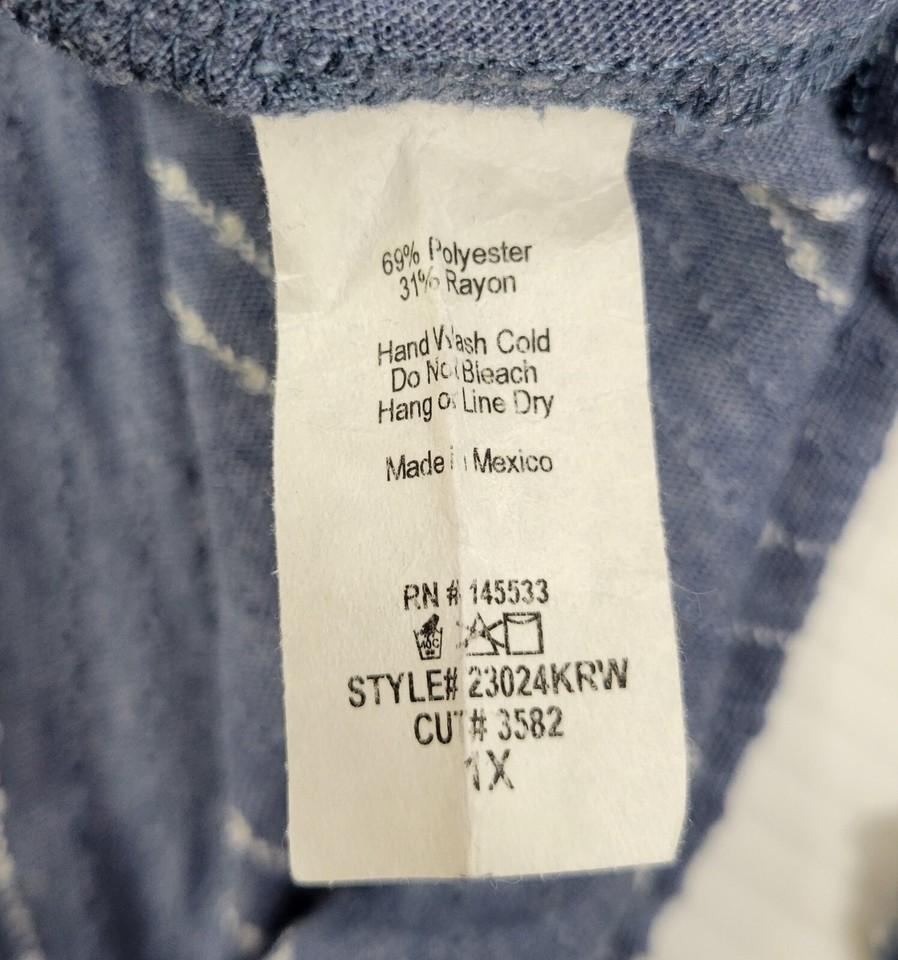 69% Polyester
31% Rayon
Hand Wash Cold
Do Not Bleach
Hang or Line Dry
Made in Mexico
RN # 145533
40C
STYLE# 23024KRW
CUT# 3582
1X